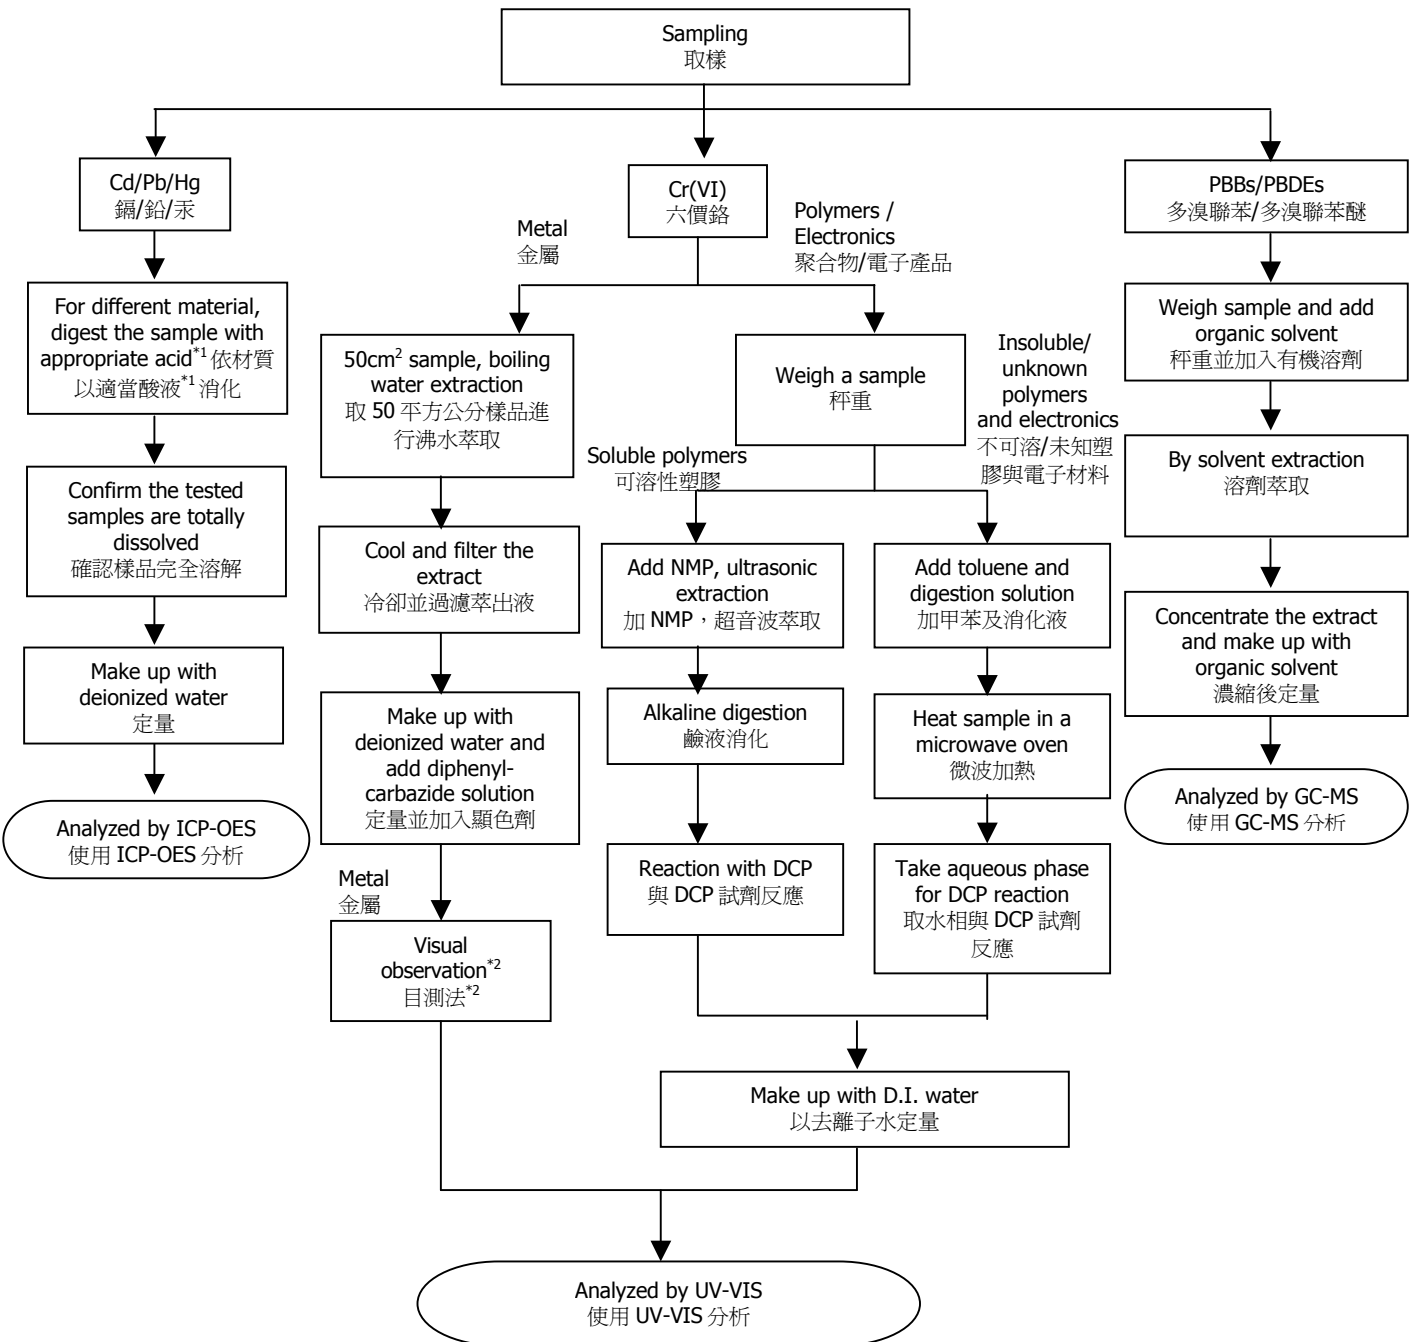 Sampling
取樣
Cd/Pb/Hg
鎘/鉛/汞
For different material,
digest the sample with
appropriate acid*1 依材質
以適當酸液*1 消化
Confirm the tested
samples are totally
dissolved
確認樣品完全溶解
Make up with
deionized water
定量
Analyzed by ICP-OES
使用 ICP-OES 分析
Cr(VI)
六價鉻
Metal
金屬
Polymers /
Electronics
聚合物/電子產品
50cm2 sample, boiling
water extraction
取 50 平方公分樣品進
行沸水萃取
Cool and filter the
extract
冷卻並過濾萃出液
Make up with
deionized water and
add diphenyl-
carbazide solution
定量並加入顯色劑
Metal
金屬
Visual
observation*2
目測法*2
Weigh a sample
秤重
Soluble polymers
可溶性塑膠
Insoluble/
unknown
polymers
and electronics
不可溶/未知塑
膠與電子材料
Add NMP, ultrasonic
extraction
加 NMP，超音波萃取
Alkaline digestion
鹼液消化
Reaction with DCP
與 DCP 試劑反應
Add toluene and
digestion solution
加甲苯及消化液
Heat sample in a
microwave oven
微波加熱
Take aqueous phase
for DCP reaction
取水相與 DCP 試劑
反應
Make up with D.I. water
以去離子水定量
Analyzed by UV-VIS
使用 UV-VIS 分析
PBBs/PBDEs
多溴聯苯/多溴聯苯醚
Weigh sample and add
organic solvent
秤重並加入有機溶劑
By solvent extraction
溶劑萃取
Concentrate the extract
and make up with
organic solvent
濃縮後定量
Analyzed by GC-MS
使用 GC-MS 分析